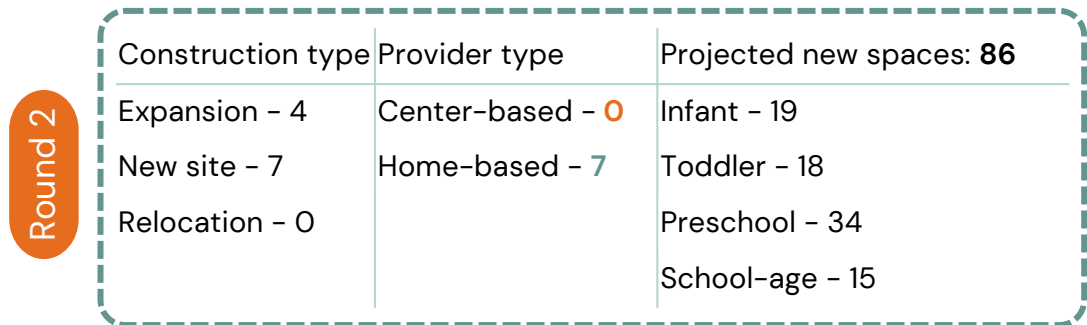 Round 2
Construction type Provider type Projected new spaces: 86
Expansion – 4 Center-based – 0 Infant – 19
New site – 7 Home-based – 7 Toddler – 18
Relocation – 0 Preschool – 34
School-age – 15